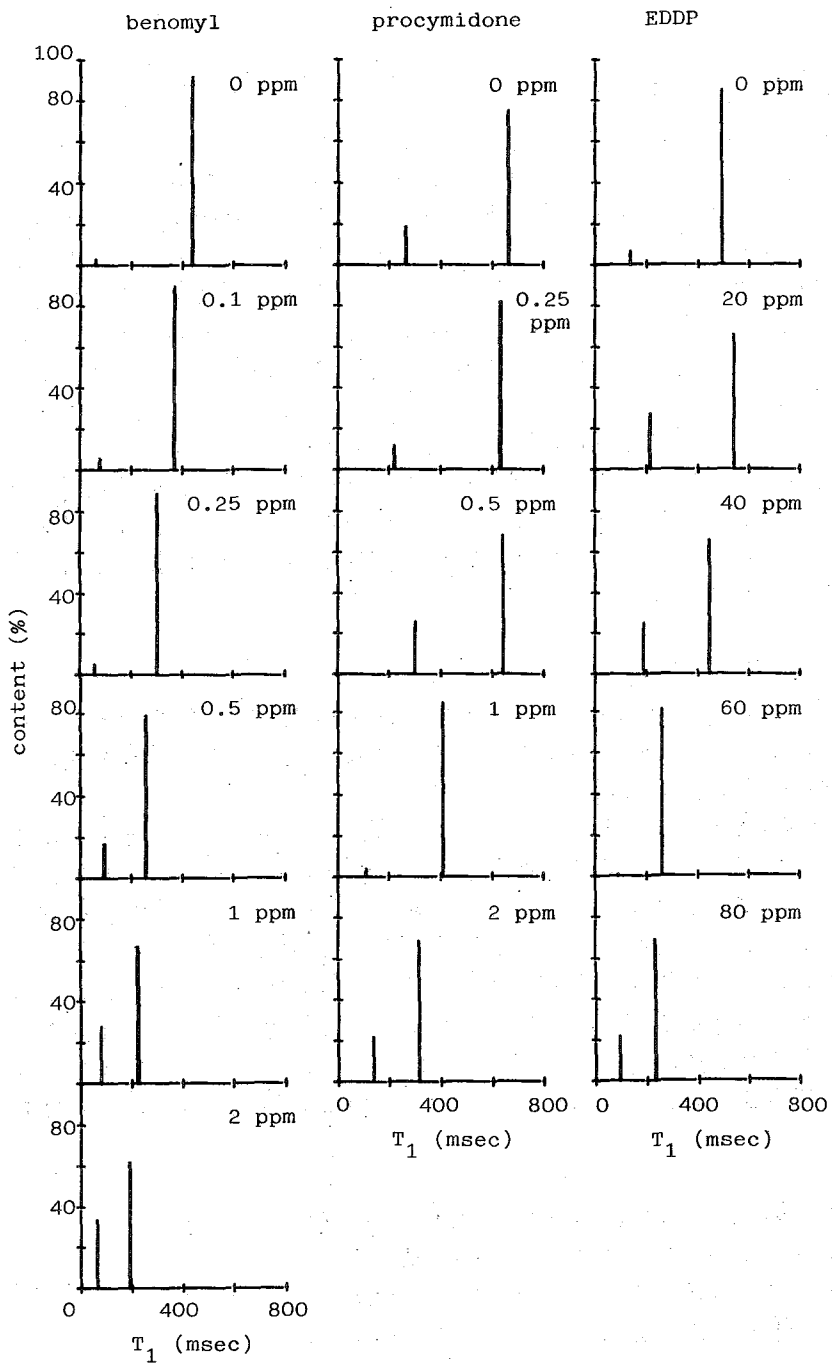 benomyl procymidone EDDP
100
80
40
0 ppm
0 ppm
0 ppm
80
40
0.1 ppm
0.25
ppm
20 ppm
80
40
0.25 ppm
0.5 ppm
40 ppm
content (%)
80
40
0.5 ppm
1 ppm
60 ppm
80
40
1 ppm
2 ppm
80 ppm
0 400 800
T1 (msec)
0 400 800
T1 (msec)
80
40
2 ppm
0 400 800
T1 (msec)